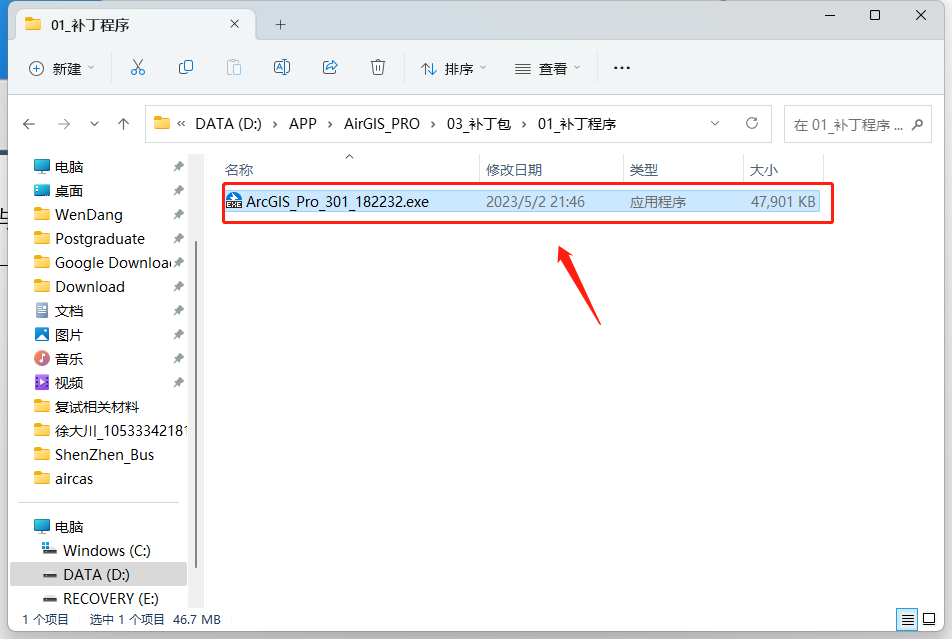 01_补丁程序
新建
排序
查看
« DATA (D:) › APP › AirGIS_PRO › 03_补丁包 › 01_补丁程序
在 01_补丁程序 ...
名称 修改日期 类型 大小
ArcGIS_Pro_301_182232.exe 2023/5/2 21:46 应用程序 47,901 KB
电脑
桌面
WenDang
Postgraduate
Google Downloa
Download
文档
图片
音乐
视频
复试相关材料
徐大川_1053334218
ShenZhen_Bus
aircas
电脑
Windows (C:)
DATA (D:)
RECOVERY (E:)
1 个项目 选中 1 个项目 46.7 MB